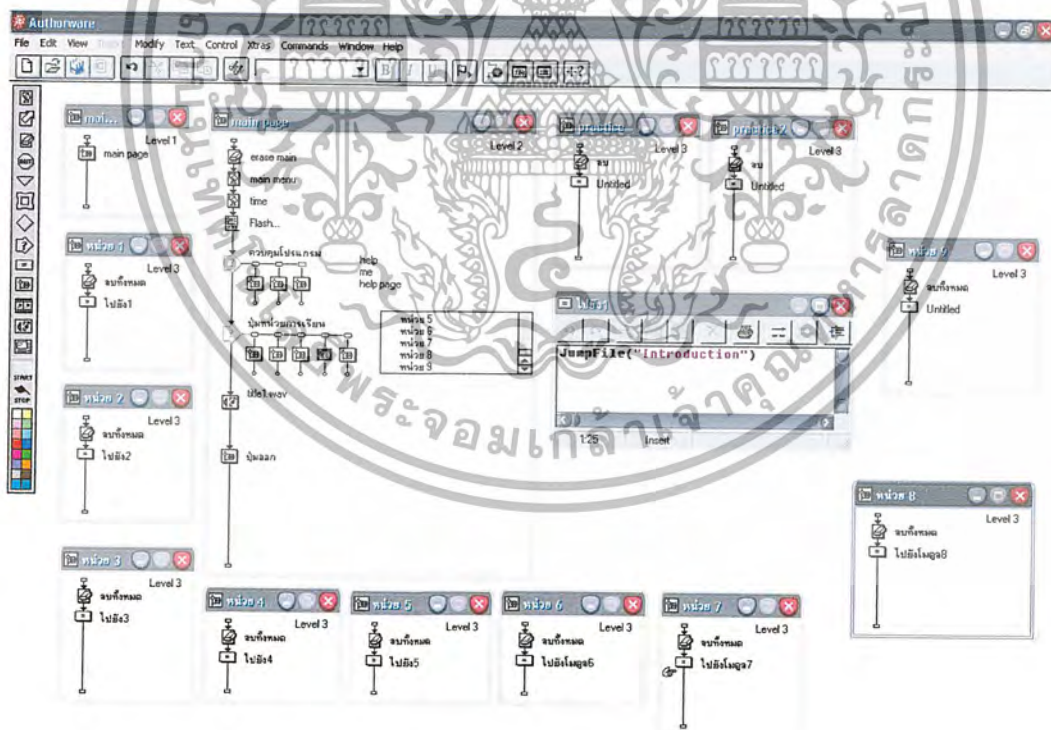 Authorware
File Edit View Insert Modify Text Control Xtras Commands Window Help
mai...
Level 1
main page
main page
Level 2
erase main
main menu
time
Flash...
ควบคุมโปรแกรม
help
me
help page
ปุ่มหน่วยการเรียน
หน่วย 5
หน่วย 6
หน่วย 7
หน่วย 8
หน่วย 9
title1.wav
ปุ่มออก
practice
Level 3
ลบ
Untitled
practice2
Level 3
ลบ
Untitled
หน่วย 1
Level 3
ลบทั้งหมด
ไปยัง1
หน่วย 9
Level 3
ลบทั้งหมด
Untitled
ไปยัง1
JumpFile("Introduction")
1:25 Insert
START
STOP
หน่วย 2
Level 3
ลบทั้งหมด
ไปยัง2
หน่วย 8
Level 3
ลบทั้งหมด
ไปยังโมดูล8
หน่วย 3
Level 3
ลบทั้งหมด
ไปยัง3
หน่วย 4
Level 3
ลบทั้งหมด
ไปยัง4
หน่วย 5
Level 3
ลบทั้งหมด
ไปยัง5
หน่วย 6
Level 3
ลบทั้งหมด
ไปยังโมดูล6
หน่วย 7
Level 3
ลบทั้งหมด
ไปยังโมดูล7